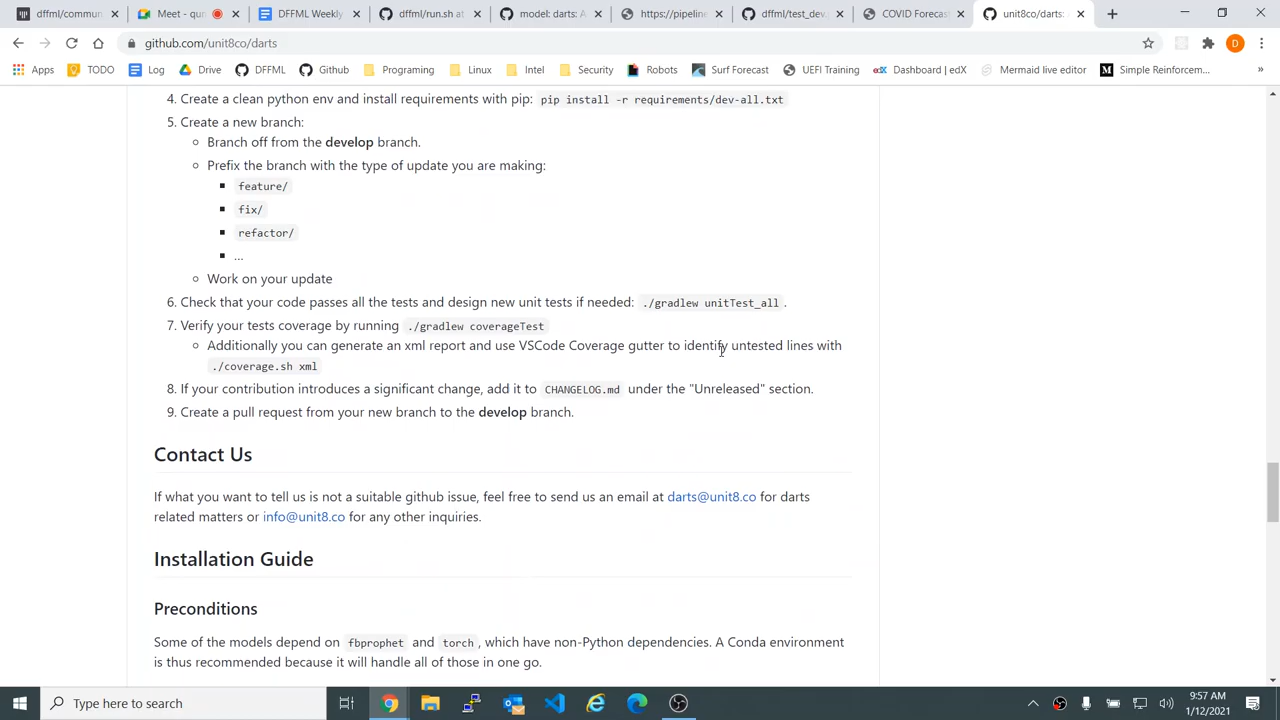 dffml/commun
Meet - qun
DFFML Weekly
dffml/run.sh at
model: darts: A
https://pipeline
dffml/test_dev.
COVID Forecast
unit8co/darts: A
github.com/unit8co/darts
D
Apps
TODO
Log
Drive
DFFML
Github
Programing
Linux
Intel
Security
Robots
Surf Forecast
UEFI Training
Dashboard | edX
Mermaid live editor
Simple Reinforcem...
»
4. Create a clean python env and install requirements with pip: pip install -r requirements/dev-all.txt
5. Create a new branch:
Branch off from the develop branch.
Prefix the branch with the type of update you are making:
feature/
fix/
refactor/
...
Work on your update
6. Check that your code passes all the tests and design new unit tests if needed: ./gradlew unitTest_all.
7. Verify your tests coverage by running ./gradlew coverageTest
Additionally you can generate an xml report and use VSCode Coverage gutter to identify untested lines with
./coverage.sh xml
8. If your contribution introduces a significant change, add it to CHANGELOG.md under the "Unreleased" section.
9. Create a pull request from your new branch to the develop branch.
Contact Us
If what you want to tell us is not a suitable github issue, feel free to send us an email at darts@unit8.co for darts
related matters or info@unit8.co for any other inquiries.
Installation Guide
Preconditions
Some of the models depend on fbprophet and torch, which have non-Python dependencies. A Conda environment
is thus recommended because it will handle all of those in one go.
Type here to search
9:57 AM
1/12/2021